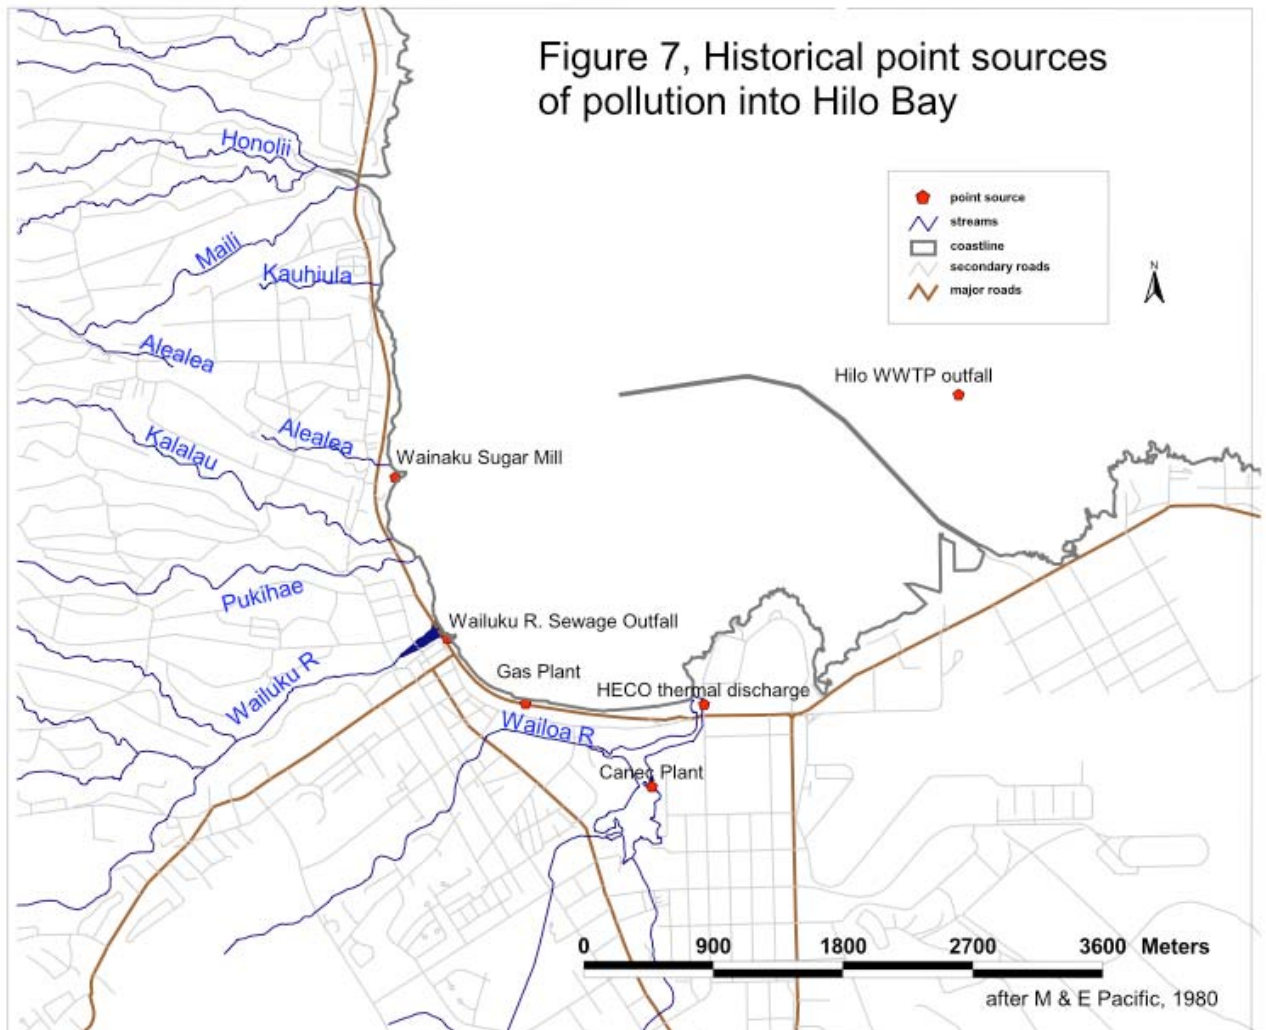 Figure 7, Historical point sources
of pollution into Hilo Bay
Honolii
point source
streams
coastline
secondary roads
major roads
N
Maili
Kauhiula
Alealea
Hilo WWTP outfall
Kalalau
Alealea
Wainaku Sugar Mill
Pukihae
Wailuku R. Sewage Outfall
Wailuku R
Gas Plant
HECO thermal discharge
Wailoa R
Canec Plant
0 900 1800 2700 3600 Meters
after M & E Pacific, 1980